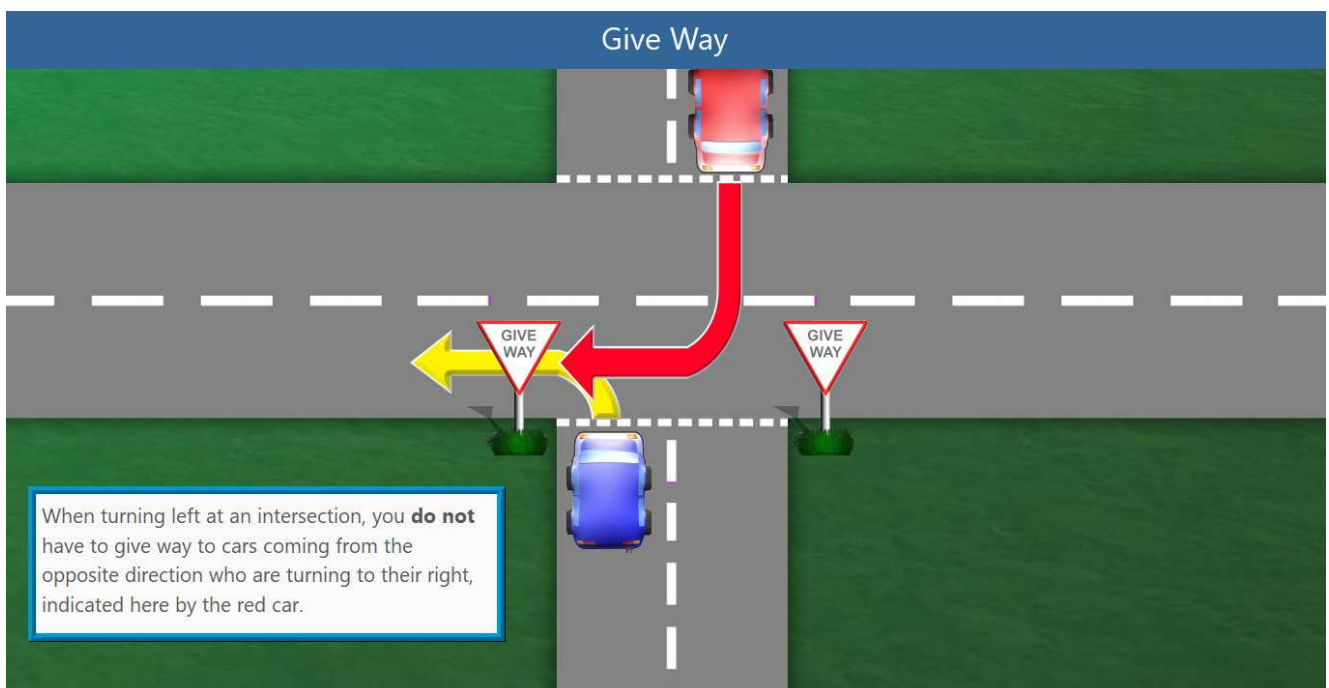 Give Way
GIVE
WAY
GIVE
WAY
When turning left at an intersection, you do not
have to give way to cars coming from the
opposite direction who are turning to their right,
indicated here by the red car.